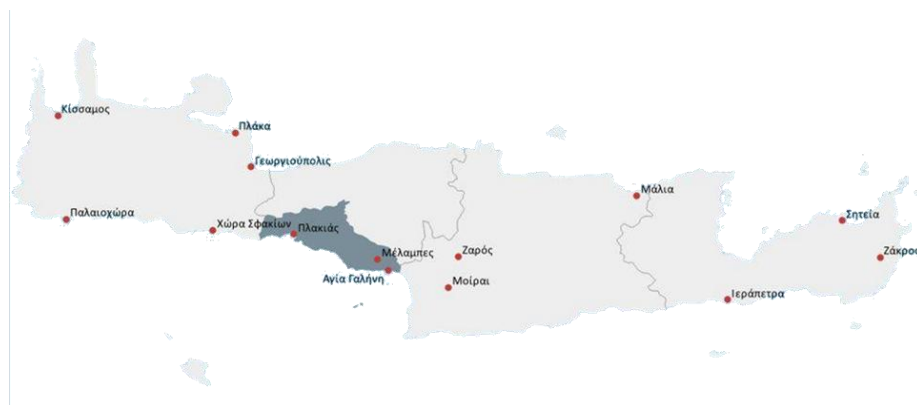 Κίσσαμος
Πλάκα
Γεωργιούπολις
Μάλια
Παλαιοχώρα
Χώρα Σφακίων
Πλακιάς
Σητεία
Μέλαμπες
Ζαρός
Ζάκρος
Αγία Γαλήνη
Μοίραι
Ιεράπετρα